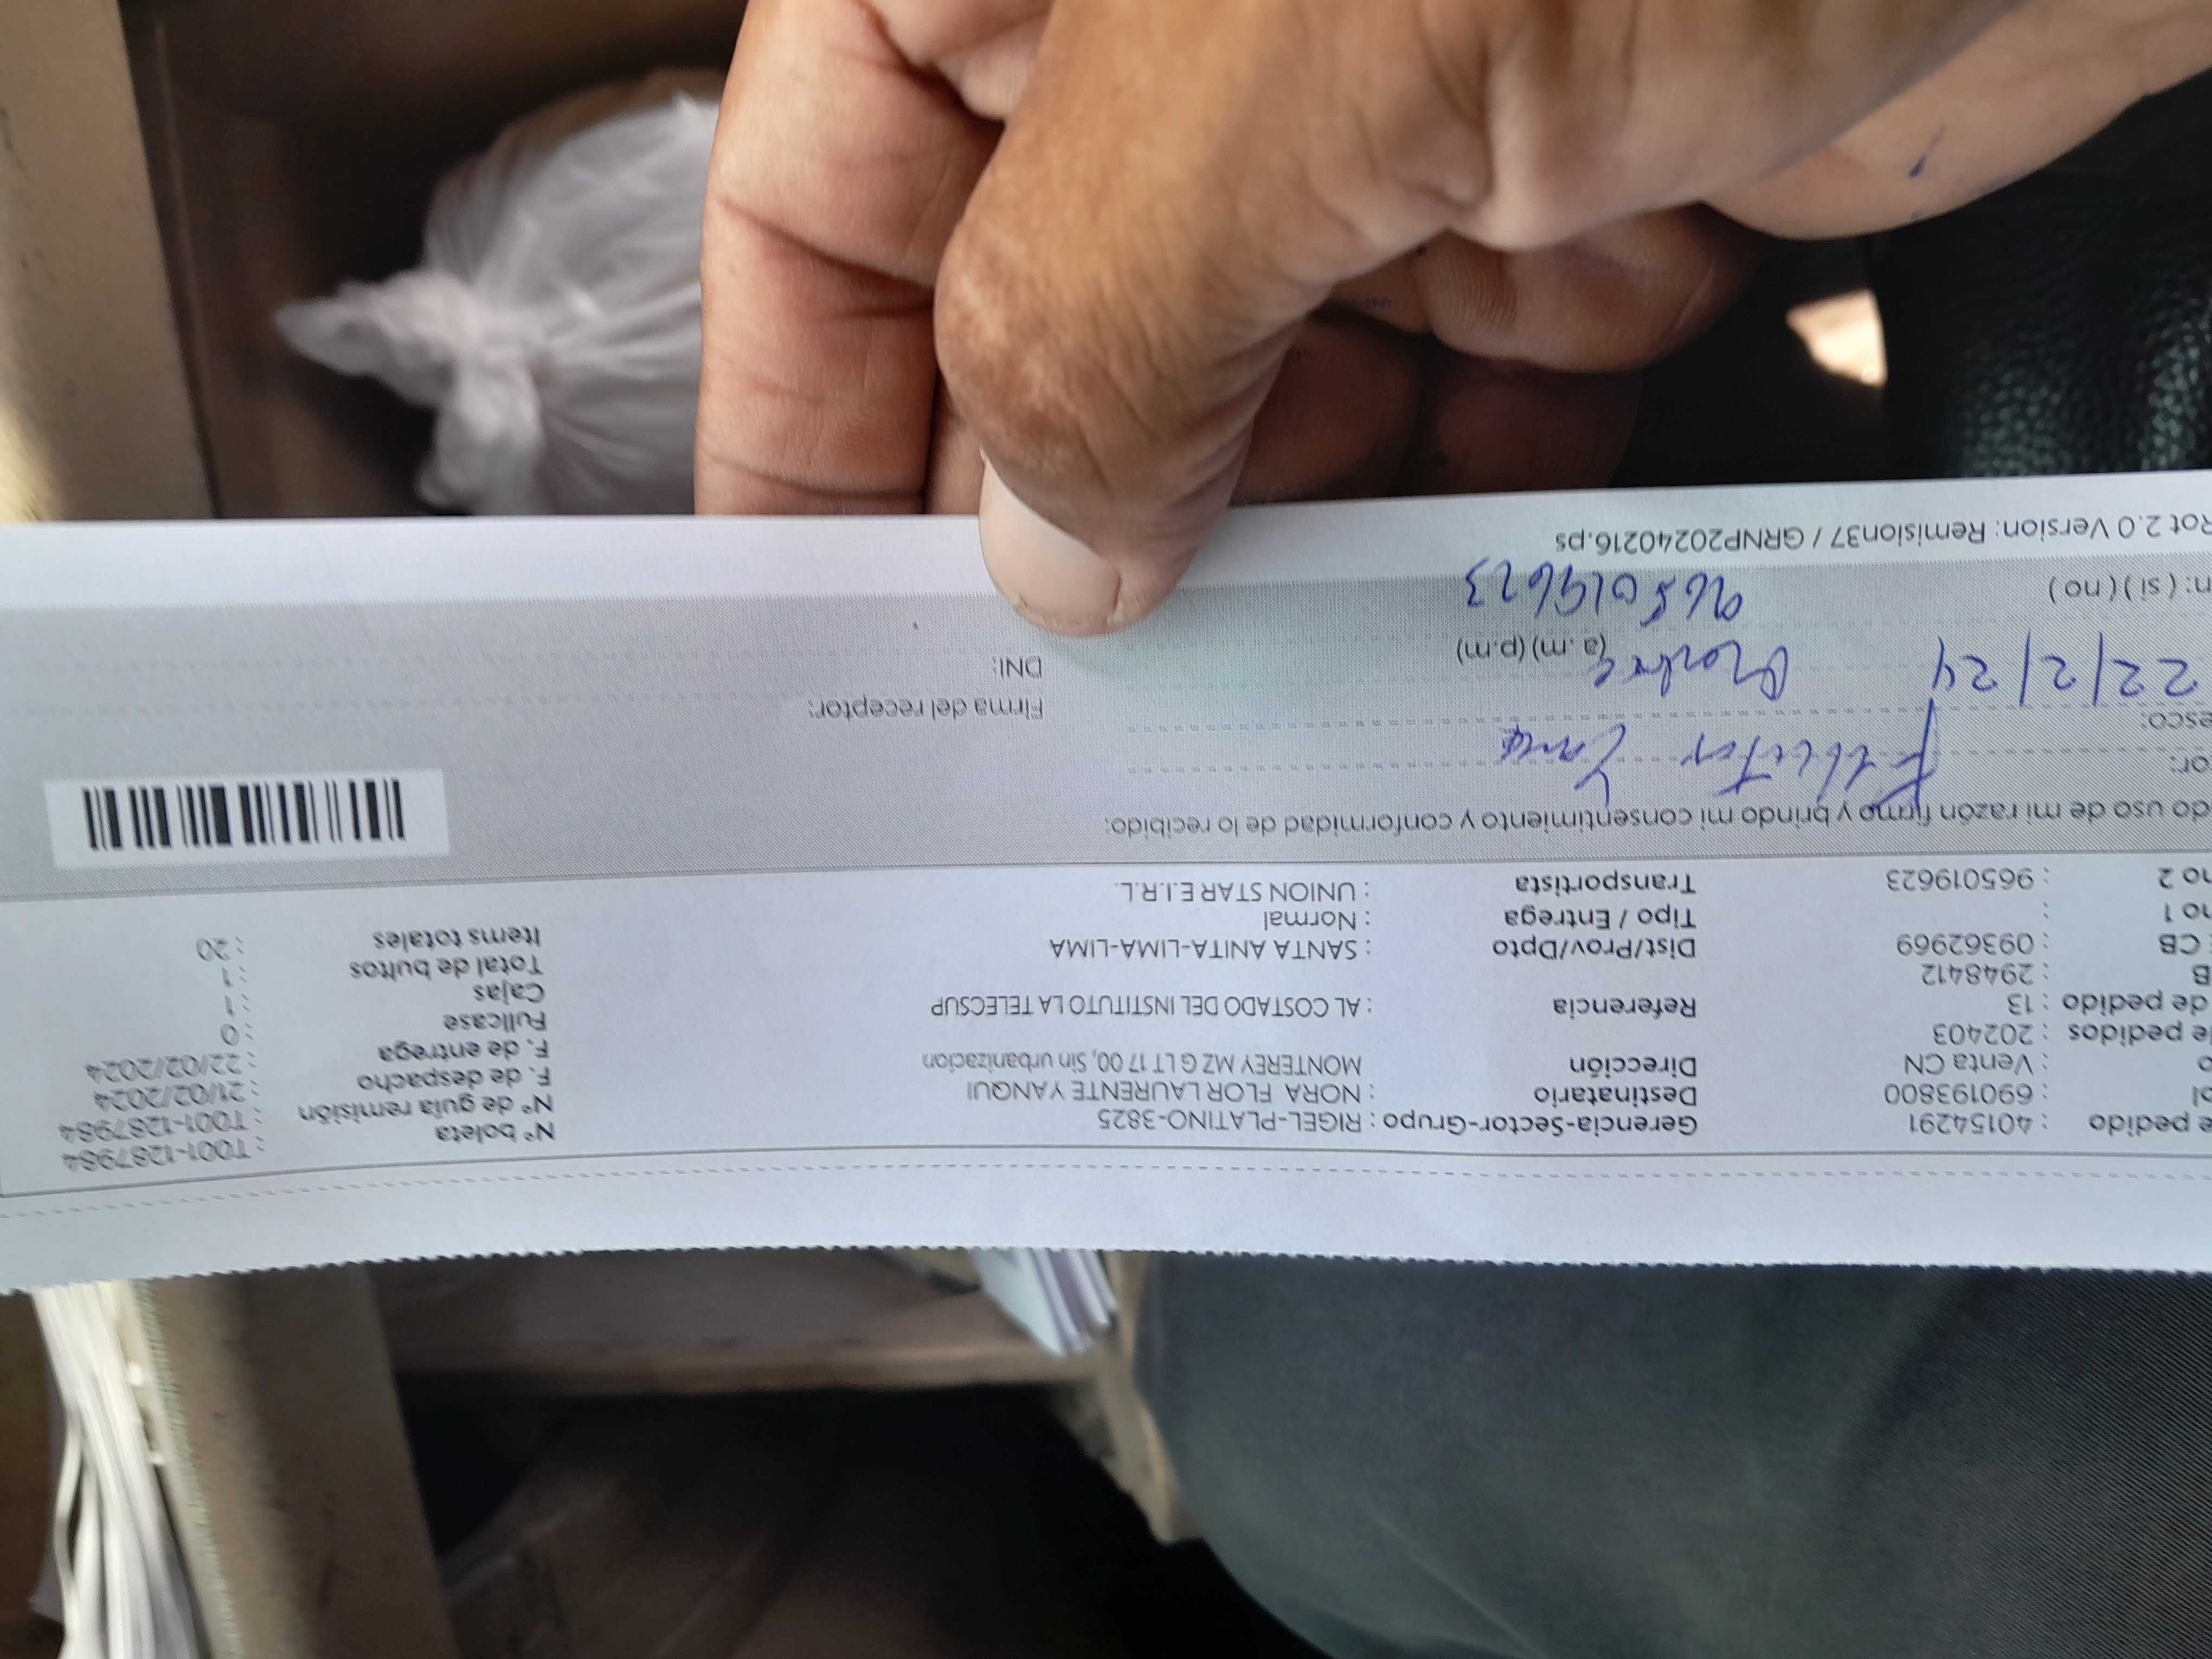 e pedido : 40154291 Gerencia-Sector-Grupo : RIGEL-PLATINO-3825 N° boleta : T001-1287984
ol : 690193800 Destinatario : NORA FLOR LAURENTE YANQUI N° de guía remisión : T001-1287984
o : Venta CN Dirección MONTEREY MZ G LT 17 00, Sin urbanizacion F. de despacho : 21/02/2024
de pedidos : 202403 F. de entrega : 22/02/2024
de pedido : 13 Referencia : AL COSTADO DEL INSTITUTO LA TELECSUP Fullcase : 0
B : 2948412 Cajas : 1
CB : 09362969 Dist/Prov/Dpto : SANTA ANITA-LIMA-LIMA Total de bultos : 1
no 1 : Tipo / Entrega : Normal Items totales : 20
no 2 : 965019623 Transportista : UNION STAR E.I.R.L.
do uso de mi razón firmo y brindo mi consentimiento y conformidad de lo recibido:
or:
esco: Firma del receptor:
22/2/24 (a.m) (p.m) DNI:
n: ( si ) ( no ) 965019623
Rot 2.0 Version: Remision37 / GRNP20240216.ps